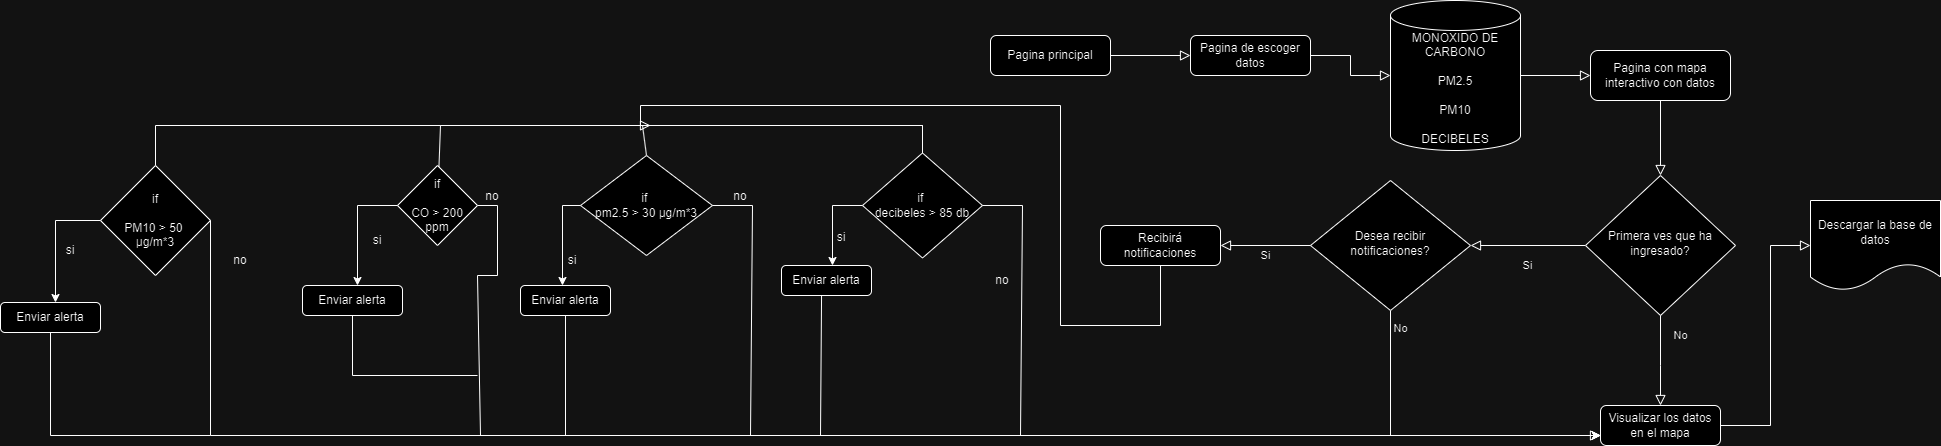 Pagina principal
Pagina de escoger
datos
MONOXIDO DE
CARBONO
PM2.5
PM10
DECIBELES
Pagina con mapa
interactivo con datos
Primera ves que ha
ingresado?
Si
No
Desea recibir
notificaciones?
Si
No
Recibirá
notificaciones
if
PM10 > 50
µg/m*3
si
no
Enviar alerta
if
CO > 200
ppm
si
no
Enviar alerta
if
pm2.5 > 30 µg/m*3
si
no
Enviar alerta
if
decibeles > 85 db
si
no
Enviar alerta
Visualizar los datos
en el mapa
Descargar la base de
datos